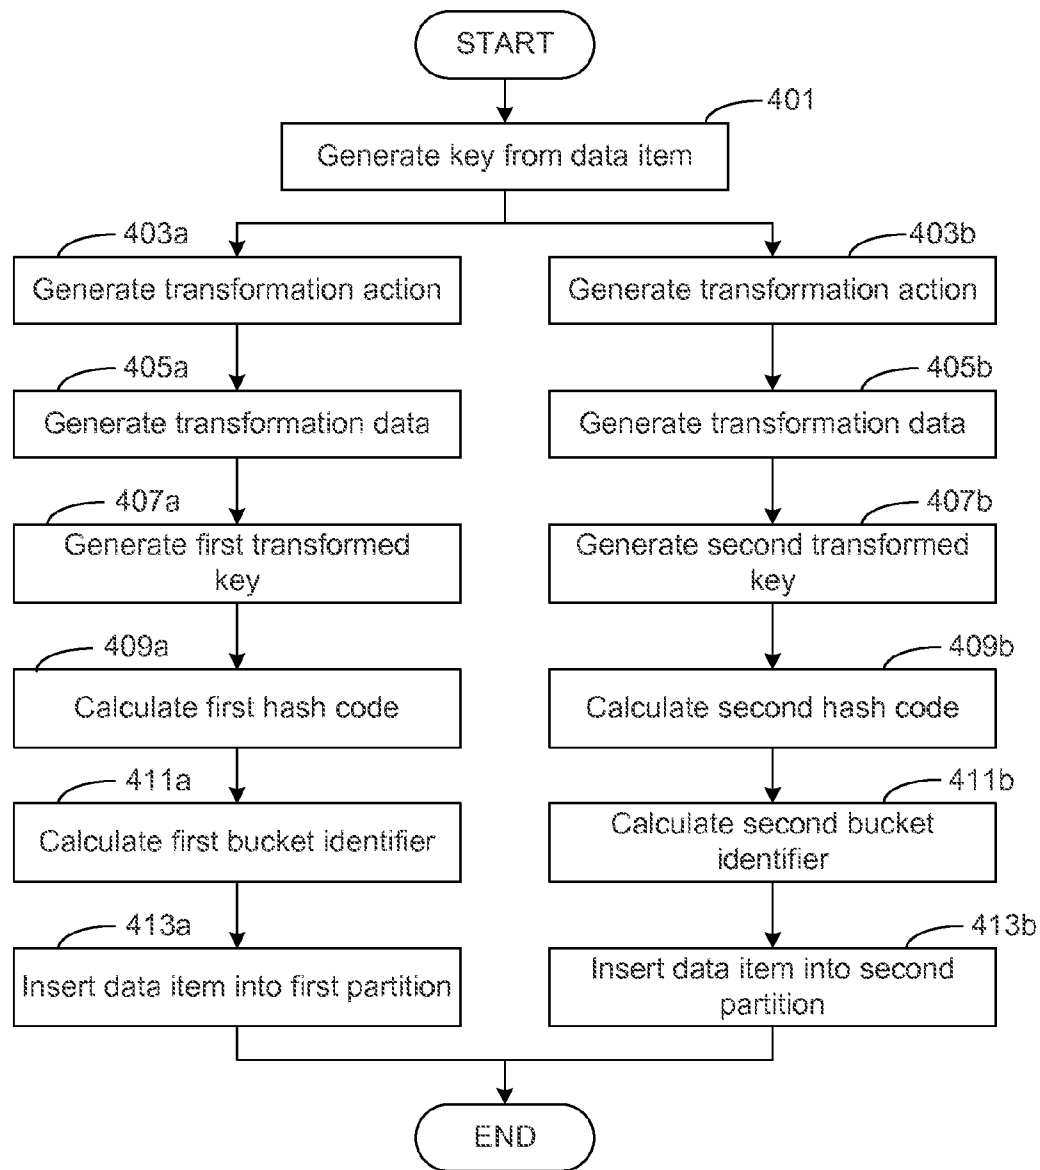 START
401
Generate key from data item
403a
403b
Generate transformation action
Generate transformation action
405a
405b
Generate transformation data
Generate transformation data
407a
407b
Generate first transformed
key
Generate second transformed
key
409a
409b
Calculate first hash code
Calculate second hash code
411a
411b
Calculate first bucket identifier
Calculate second bucket
identifier
413a
413b
Insert data item into first partition
Insert data item into second
partition
END